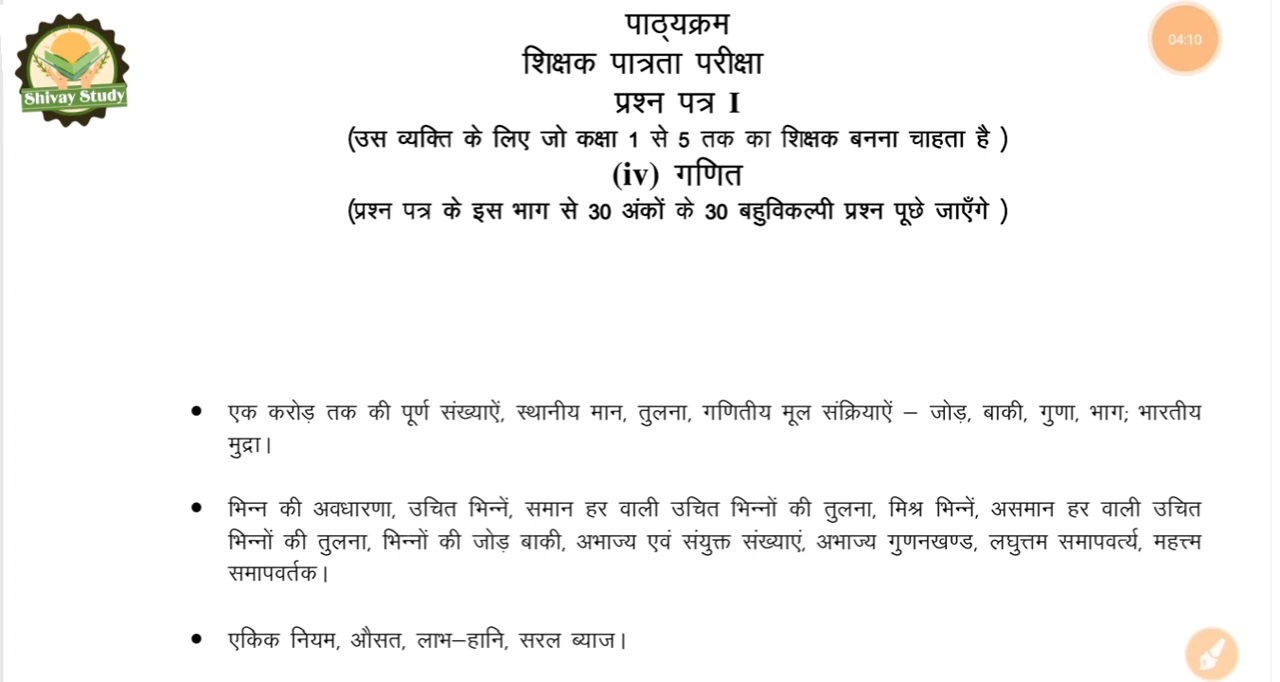 पाठ्यक्रम
शिक्षक पात्रता परीक्षा
प्रश्न पत्र I
(उस व्यक्ति के लिए जो कक्षा 1 से 5 तक का शिक्षक बनना चाहता है )
(iv) गणित
(प्रश्न पत्र के इस भाग से 30 अंकों के 30 बहुविकल्पी प्रश्न पूछे जाएँगे )
04:10
Shivay Study
• एक करोड़ तक की पूर्ण संख्याऐं, स्थानीय मान, तुलना, गणितीय मूल संक्रियाऐं – जोड़, बाकी, गुणा, भाग; भारतीय
मुद्रा।
• भिन्न की अवधारणा, उचित भिन्नें, समान हर वाली उचित भिन्नों की तुलना, मिश्र भिन्नें, असमान हर वाली उचित
भिन्नों की तुलना, भिन्नों की जोड़ बाकी, अभाज्य एवं संयुक्त संख्याएं, अभाज्य गुणनखण्ड, लघुत्तम समापवर्त्य, महत्त्म
समापवर्तक।
• एकिक नियम, औसत, लाभ–हानि, सरल ब्याज।